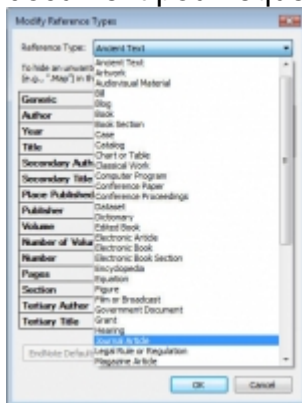 Modify Reference Types
Reference Type: Ancient Text
To hide an unwant
(e.g., ".Map") in th
Ancient Text
Artwork
Audiovisual Material
Bill
Blog
Book
Book Section
Case
Catalog
Chart or Table
Classical Work
Computer Program
Conference Paper
Conference Proceedings
Dataset
Dictionary
Edited Book
Electronic Article
Electronic Book
Electronic Book Section
Encyclopedia
Equation
Figure
Film or Broadcast
Government Document
Grant
Hearing
Journal Article
Legal Rule or Regulation
Magazine Article
Generic
Author
Year
Title
Secondary Auth
Secondary Title
Place Published
Publisher
Volume
Number of Volu
Number
Pages
Section
Tertiary Author
Tertiary Title
EndNote Defaul
OK
Cancel